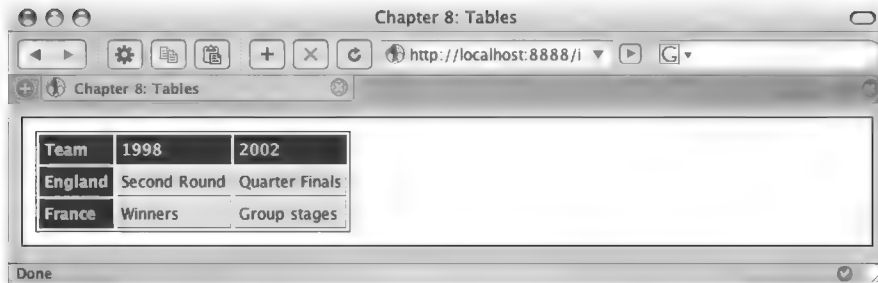 Chapter 8: Tables
http://localhost:8888/i G
Chapter 8: Tables
Team 1998 2002
England Second Round Quarter Finals
France Winners Group stages
Done